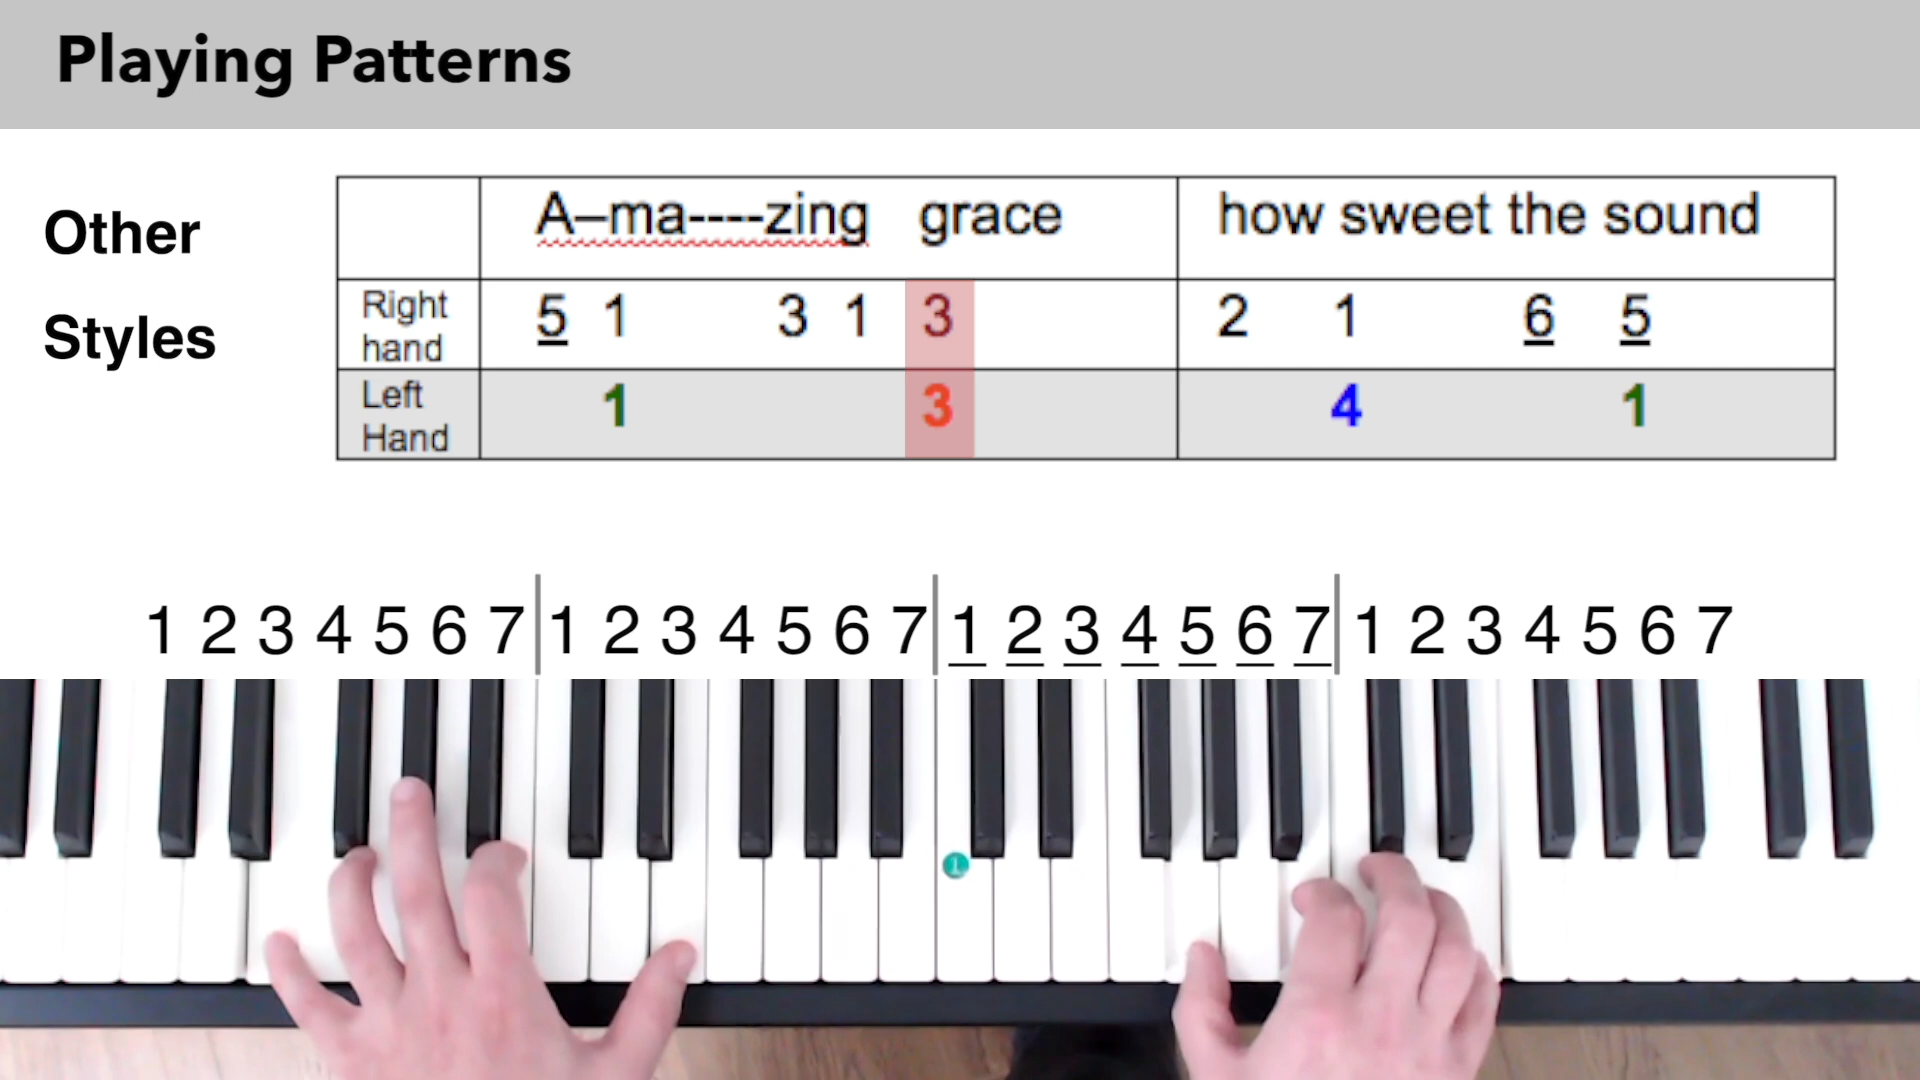 Playing Patterns
Other
Styles
A–ma----zing grace
how sweet the sound
Right
hand
5 1 3 1 3
2 1 6 5
Left
Hand
1 3
4 1
1 2 3 4 5 6 7 1 2 3 4 5 6 7 1 2 3 4 5 6 7 1 2 3 4 5 6 7
1